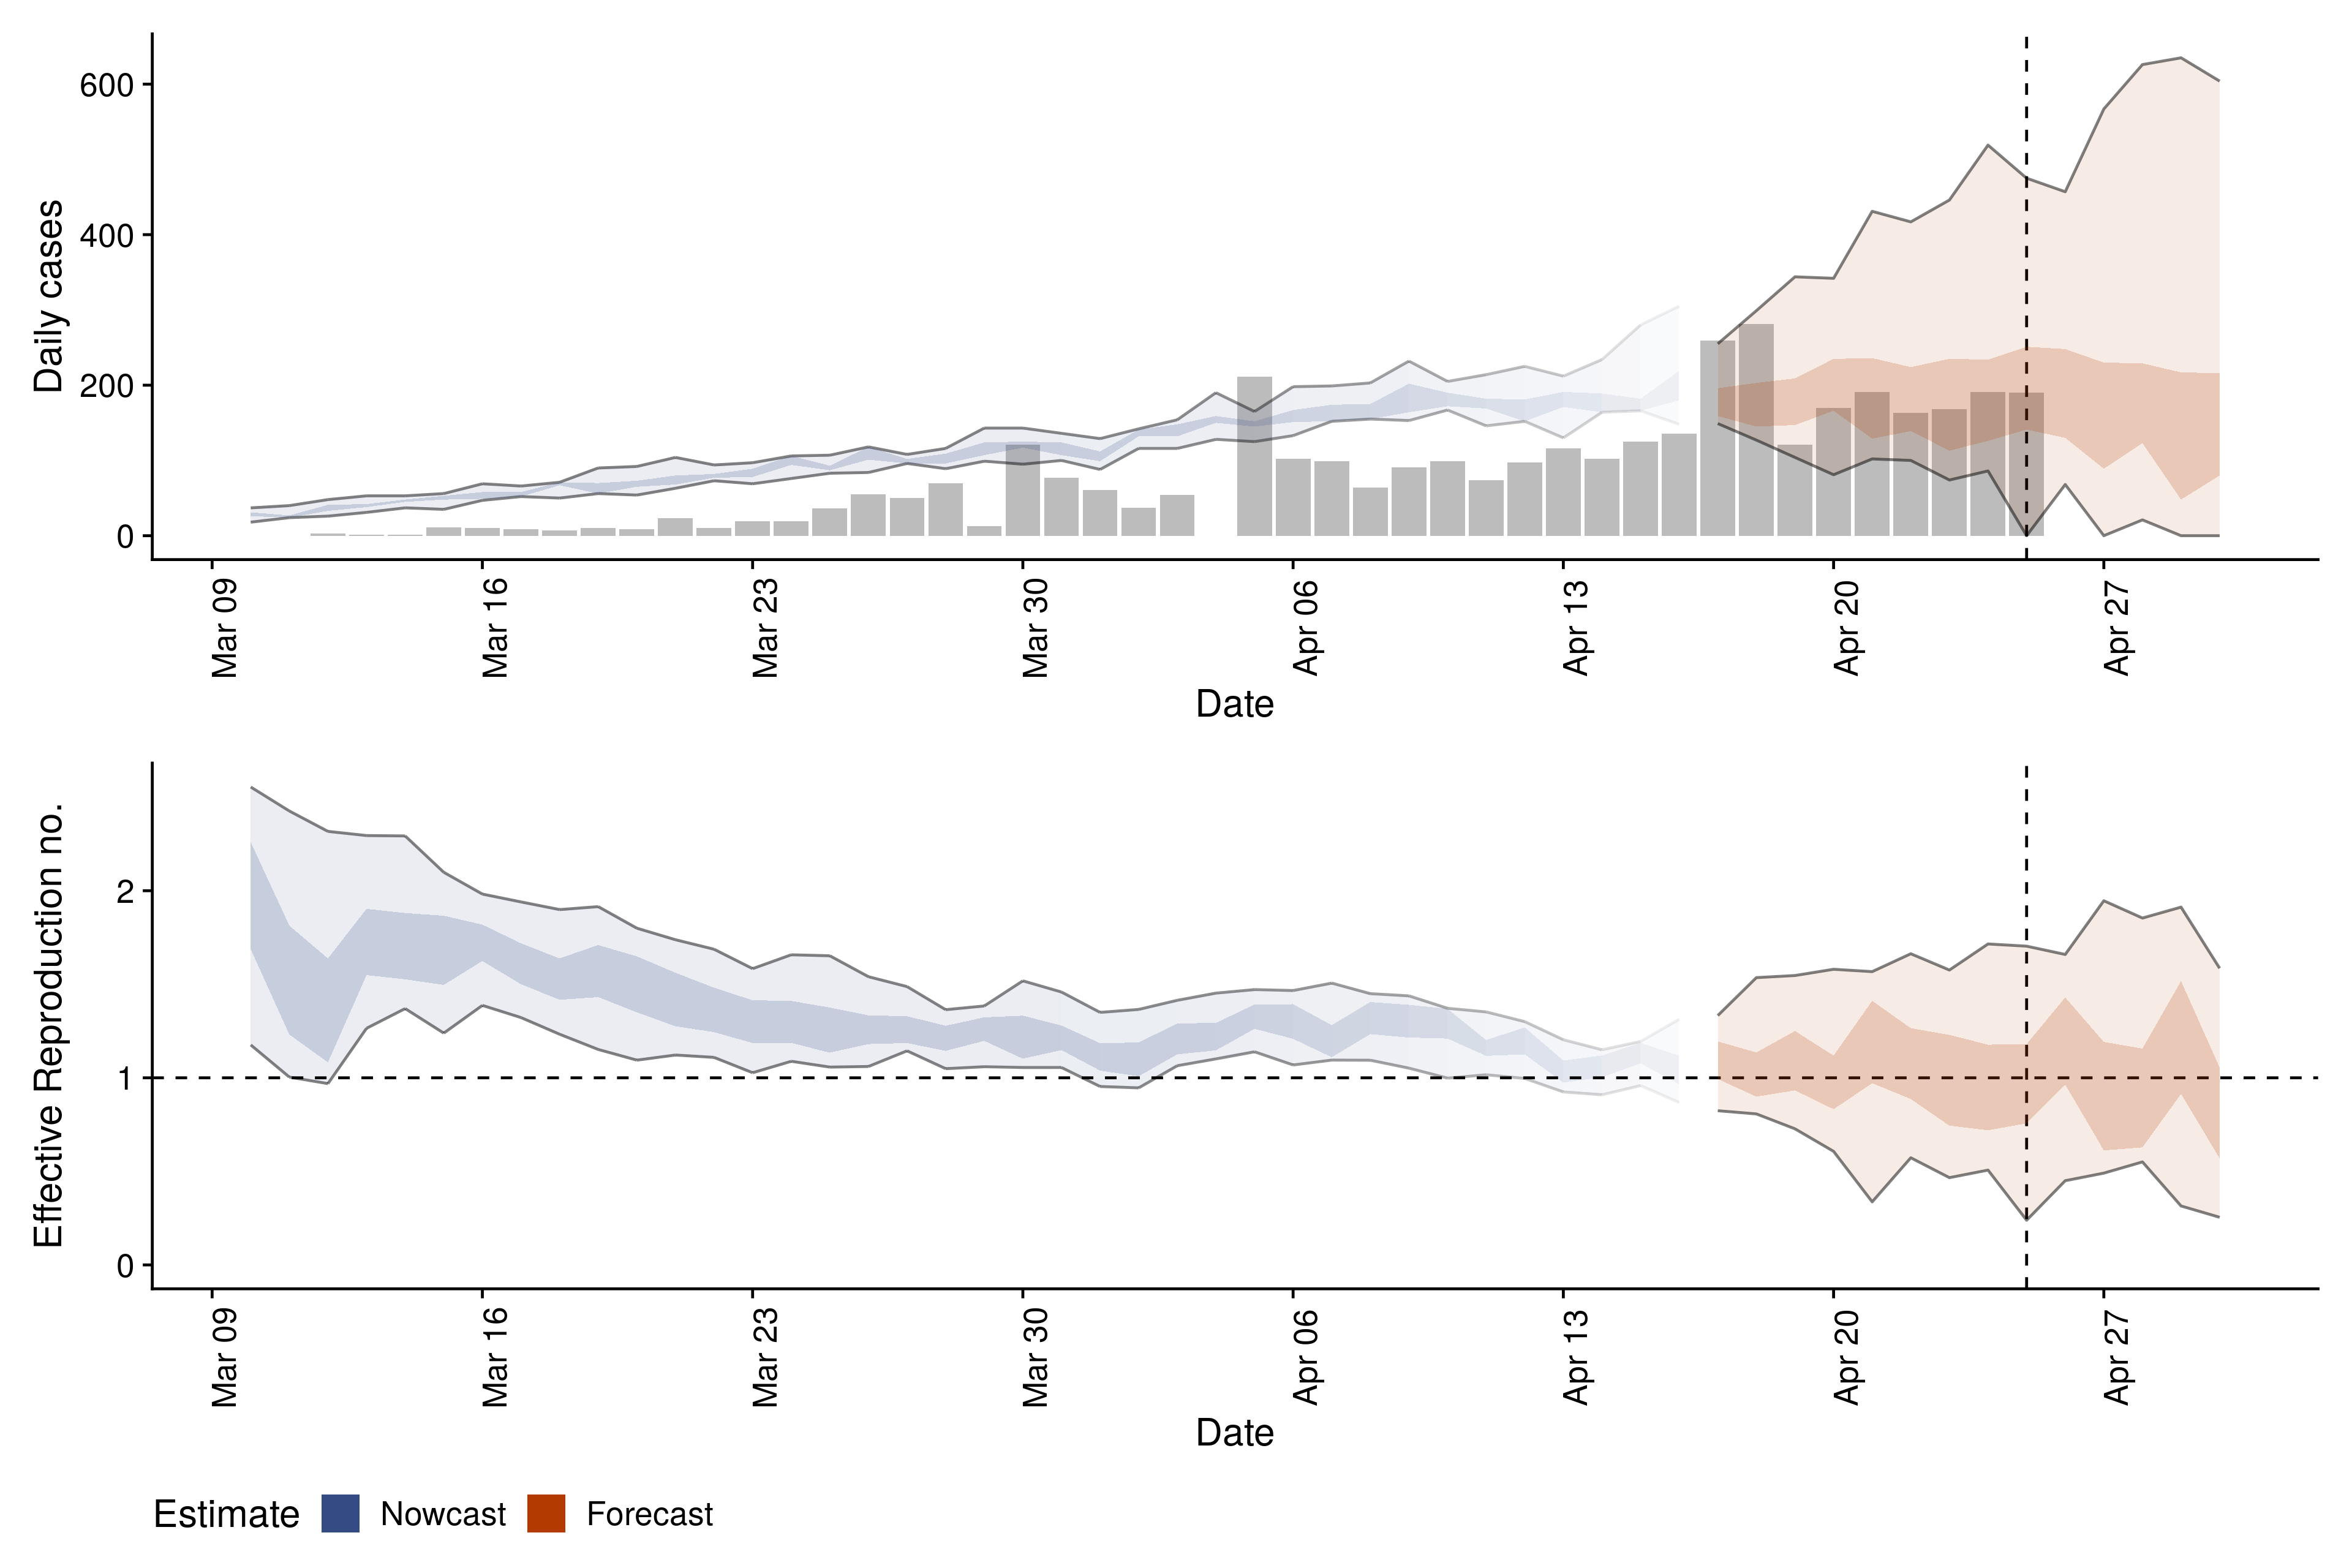 Daily cases
600
400
200
0
Mar 09
Mar 16
Mar 23
Mar 30
Apr 06
Apr 13
Apr 20
Apr 27
Date
Effective Reproduction no.
2
1
0
Mar 09
Mar 16
Mar 23
Mar 30
Apr 06
Apr 13
Apr 20
Apr 27
Date
Estimate Nowcast Forecast